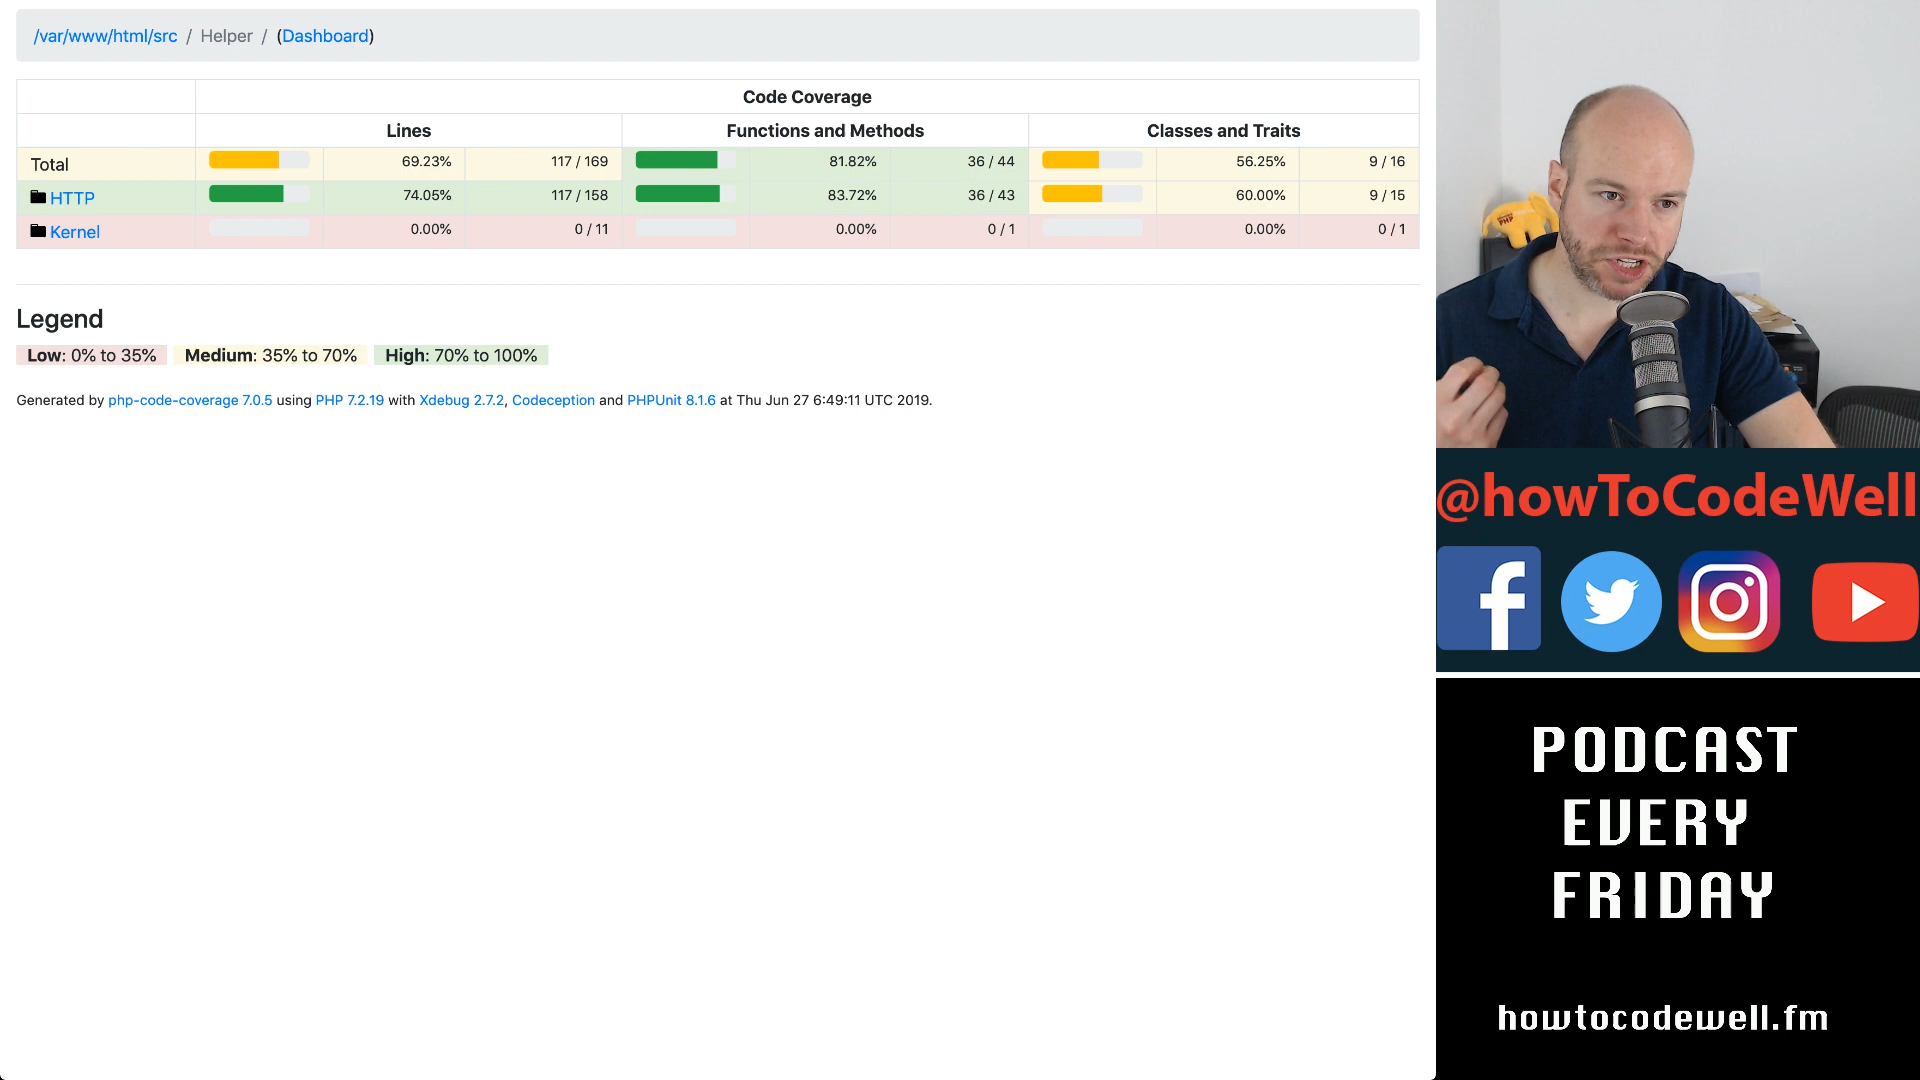 /var/www/html/src / Helper / (Dashboard)
Code Coverage
Lines Functions and Methods Classes and Traits
Total 69.23% 117 / 169 81.82% 36 / 44 56.25% 9 / 16
HTTP 74.05% 117 / 158 83.72% 36 / 43 60.00% 9 / 15
Kernel 0.00% 0 / 11 0.00% 0 / 1 0.00% 0 / 1
Legend
Low: 0% to 35% Medium: 35% to 70% High: 70% to 100%
Generated by php-code-coverage 7.0.5 using PHP 7.2.19 with Xdebug 2.7.2, Codeception and PHPUnit 8.1.6 at Thu Jun 27 6:49:11 UTC 2019.
PHP
@howToCodeWell
f
PODCAST
EVERY
FRIDAY
howtocodewell.fm